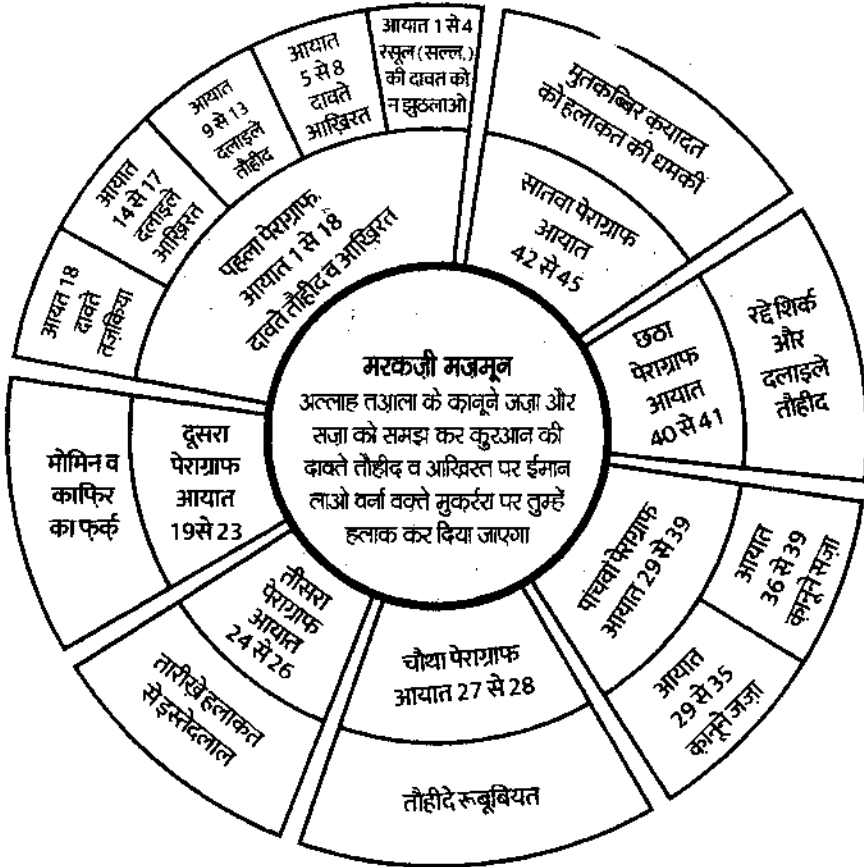 मरकज़ी मज़मून
अल्लाह तआला के क़ानूने जज़ा और
सज़ा को समझ कर क़ुरआन की
दावते तौहीद व आख़िरत पर ईमान
लाओ वर्ना वक़्ते मुक़र्ररा पर तुम्हें
हलाक कर दिया जाएगा
पहला पेराग्राफ.
आयात 1 से 18
दावते तौहीद व आख़िरत
आयात 1 से 4
रसूल (सल्ल.)
की दावत को
न झुठलाओ
आयात
5 से 8
दावते
आख़िरत
आयात
9 से 13
दलाइले
तौहीद
आयात
14 से 17
दलाइले
आख़िरत
आयत 18
दावते
तज़किया
दूसरा
पेराग्राफ
आयात
19से 23
मोमिन व
काफिर
का फ़र्क़
तीसरा
पेराग्राफ
आयात
24 से 26
तारीख़े हलाकत
से इस्तेदलाल
चौथा पेराग्राफ
आयात 27 से 28
तौहीदे रूबूबियत
पांचवा पेराग्राफ
आयात 29 से 39
आयात
29 से 35
क़ानूने जज़ा
आयात
36 से 39
क़ानूने सज़ा
छठा
पेराग्राफ
आयात
40 से 41
रद्दे शिर्क
और
दलाइले
तौहीद
सातवा पेराग्राफ
आयात
42 से 45
मुतकब्बिर क़यादत
को हलाकत की धमकी